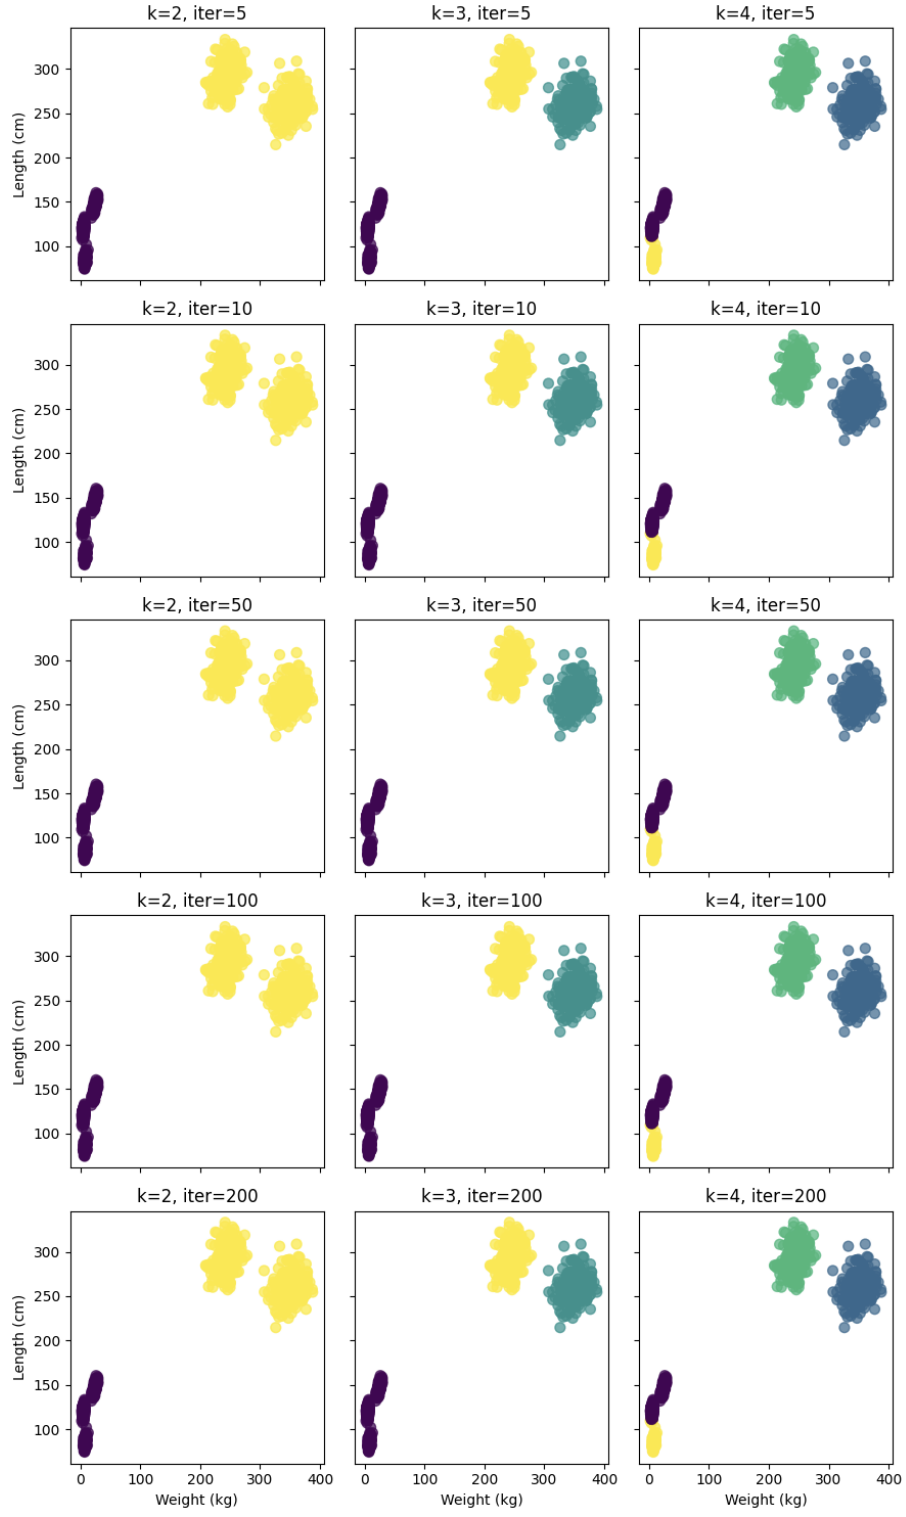 k=2, iter=5 k=3, iter=5 k=4, iter=5
300
250
200
150
100
Length (cm)
k=2, iter=10 k=3, iter=10 k=4, iter=10
300
250
200
150
100
Length (cm)
k=2, iter=50 k=3, iter=50 k=4, iter=50
300
250
200
150
100
Length (cm)
k=2, iter=100 k=3, iter=100 k=4, iter=100
300
250
200
150
100
Length (cm)
k=2, iter=200 k=3, iter=200 k=4, iter=200
300
250
200
150
100
Length (cm)
0 100 200 300 400 0 100 200 300 400 0 100 200 300 400
Weight (kg) Weight (kg) Weight (kg)